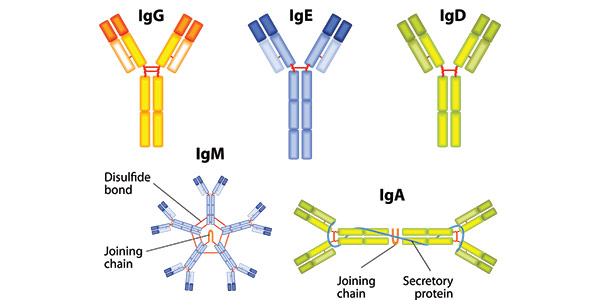 IgG
IgE
IgD
IgM
Disulfide
bond
Joining
chain
IgA
Joining
chain
Secretory
protein